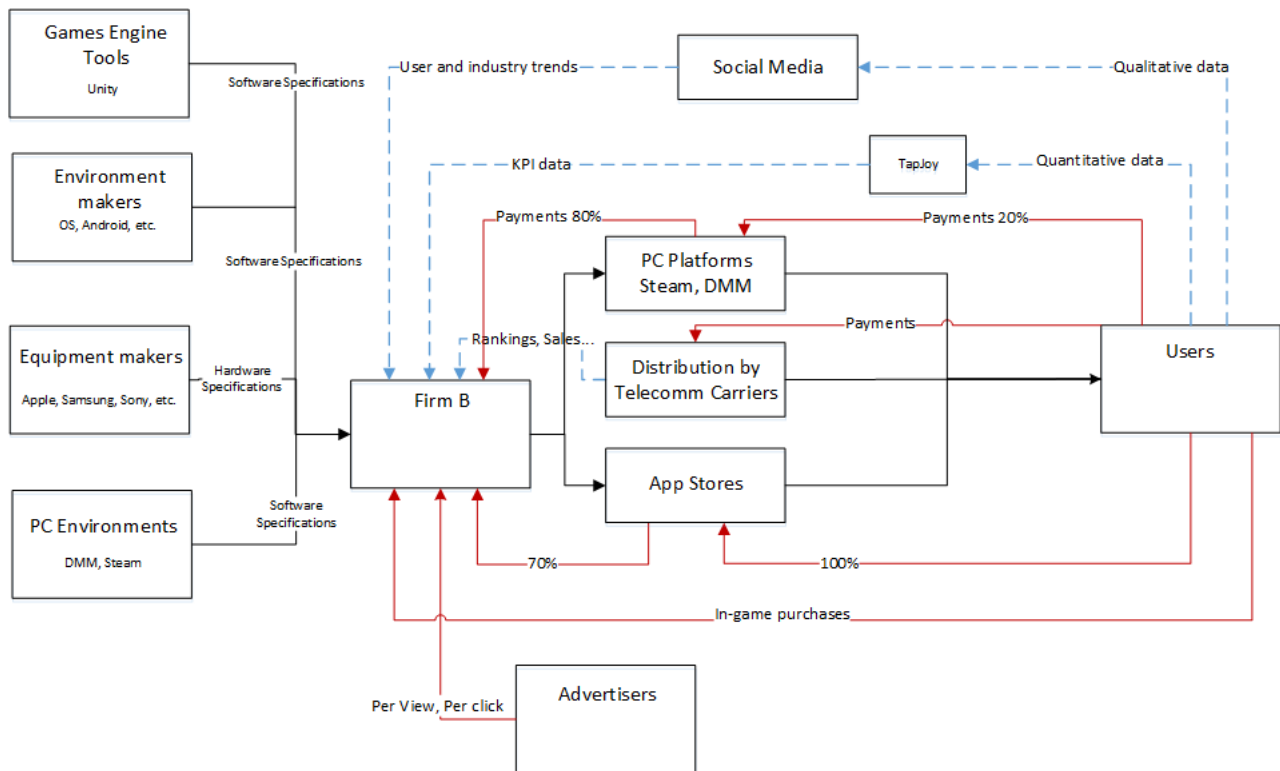 Games Engine
Tools
Unity
Software Specifications
Environment
makers
OS, Android, etc.
Software Specifications
Equipment makers
Apple, Samsung, Sony, etc.
Hardware
Specifications
PC Environments
DMM, Steam
Software
Specifications
User and industry trends
Social Media
Qualitative data
KPI data
TapJoy
Quantitative data
Payments 80%
Payments 20%
PC Platforms
Steam, DMM
Rankings, Sales...
Payments
Distribution by
Telecomm Carriers
Users
Firm B
App Stores
70%
100%
In-game purchases
Per View, Per click
Advertisers